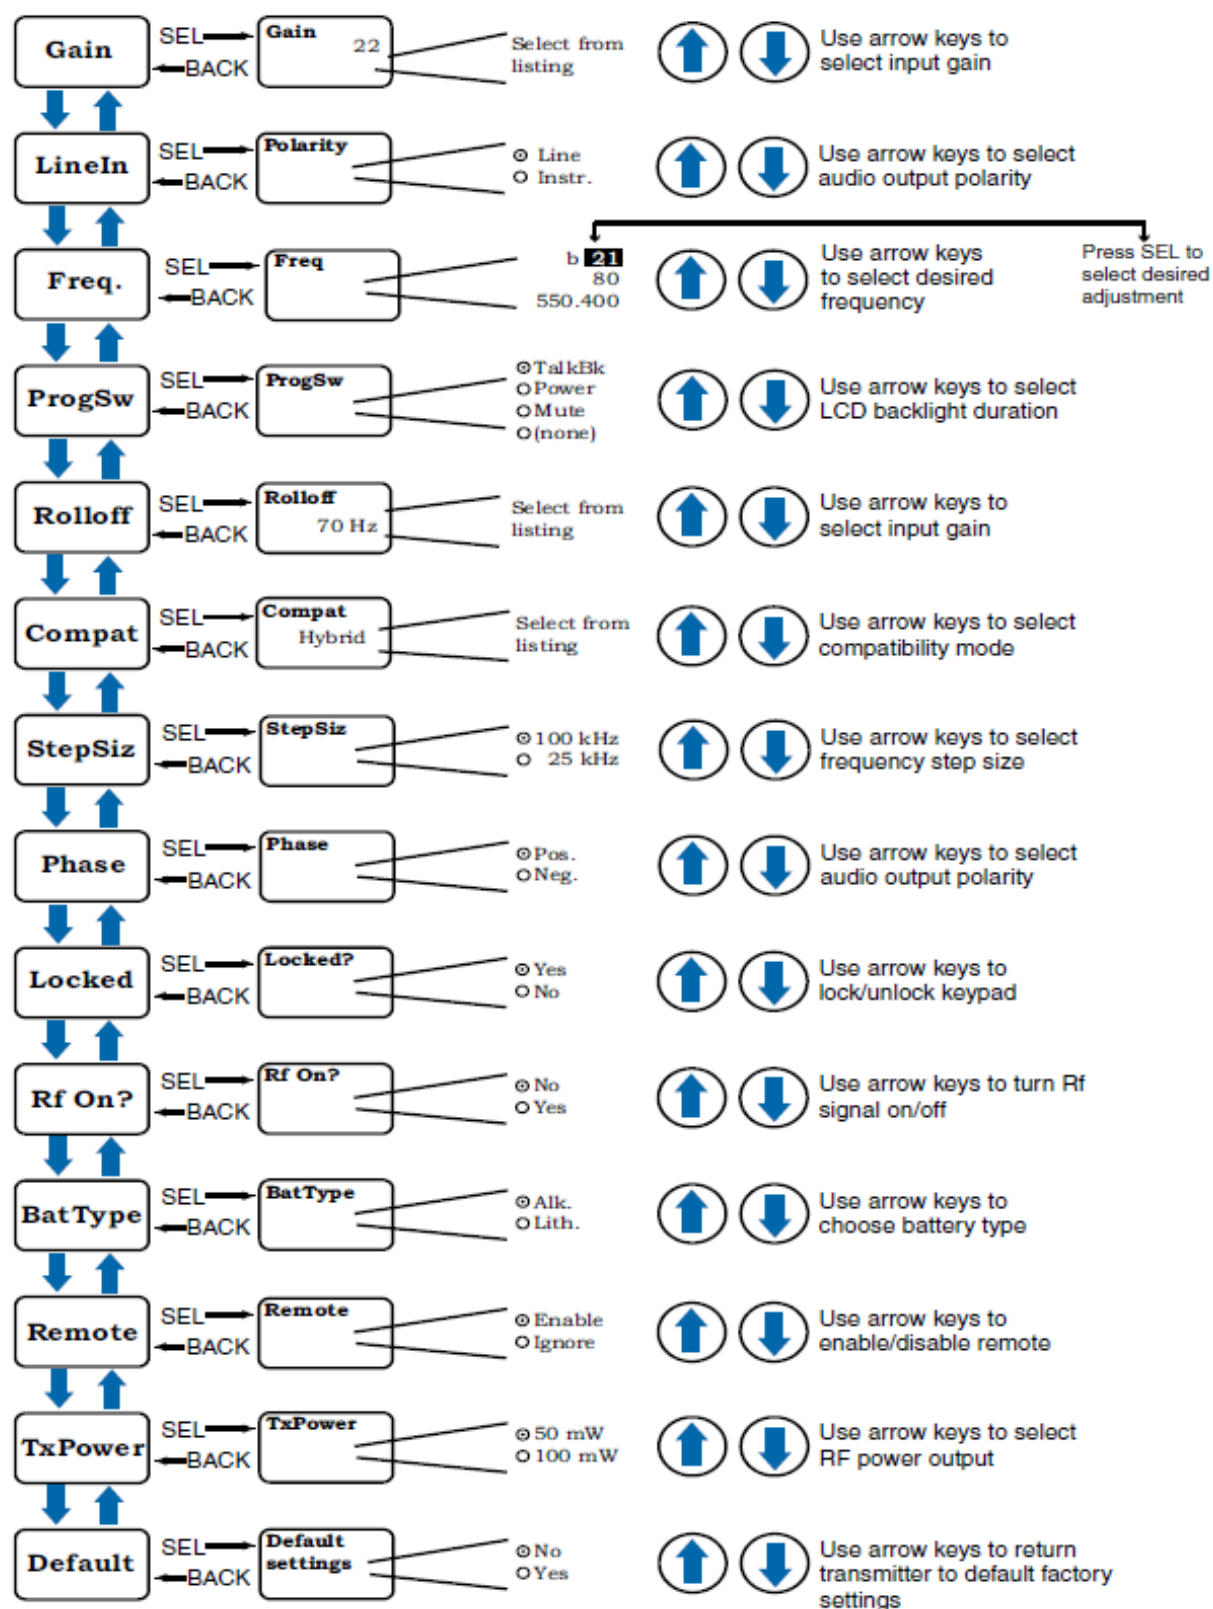 Gain
SEL
BACK
Gain
22
Select from
listing
Use arrow keys to
select input gain
LineIn
SEL
BACK
Polarity
Line
Instr.
Use arrow keys to select
audio output polarity
Freq.
SEL
BACK
Freq
b 21
80
550.400
Use arrow keys
to select desired
frequency
Press SEL to
select desired
adjustment
ProgSw
SEL
BACK
ProgSw
TalkBk
Power
Mute
(none)
Use arrow keys to select
LCD backlight duration
Rolloff
SEL
BACK
Rolloff
70 Hz
Select from
listing
Use arrow keys to
select input gain
Compat
SEL
BACK
Compat
Hybrid
Select from
listing
Use arrow keys to select
compatibility mode
StepSiz
SEL
BACK
StepSiz
100 kHz
25 kHz
Use arrow keys to select
frequency step size
Phase
SEL
BACK
Phase
Pos.
Neg.
Use arrow keys to select
audio output polarity
Locked
SEL
BACK
Locked?
Yes
No
Use arrow keys to
lock/unlock keypad
Rf On?
SEL
BACK
Rf On?
No
Yes
Use arrow keys to turn Rf
signal on/off
BatType
SEL
BACK
BatType
Alk.
Lith.
Use arrow keys to
choose battery type
Remote
SEL
BACK
Remote
Enable
Ignore
Use arrow keys to
enable/disable remote
TxPower
SEL
BACK
TxPower
50 mW
100 mW
Use arrow keys to select
RF power output
Default
SEL
BACK
Default
settings
No
Yes
Use arrow keys to return
transmitter to default factory
settings